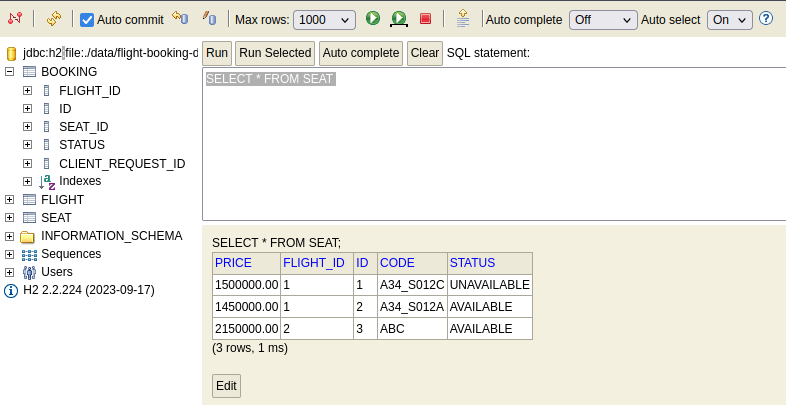 Auto commit Max rows: 1000 Auto complete Off Auto select On
jdbc:h2:file:./data/flight-booking-d
BOOKING
FLIGHT_ID
ID
SEAT_ID
STATUS
CLIENT_REQUEST_ID
Indexes
FLIGHT
SEAT
INFORMATION_SCHEMA
Sequences
Users
H2 2.2.224 (2023-09-17)
Run Run Selected Auto complete Clear SQL statement:
SELECT * FROM SEAT
SELECT * FROM SEAT;
PRICE FLIGHT_ID ID CODE STATUS
1500000.00 1 1 A34_S012C UNAVAILABLE
1450000.00 1 2 A34_S012A AVAILABLE
2150000.00 2 3 ABC AVAILABLE
(3 rows, 1 ms)
Edit